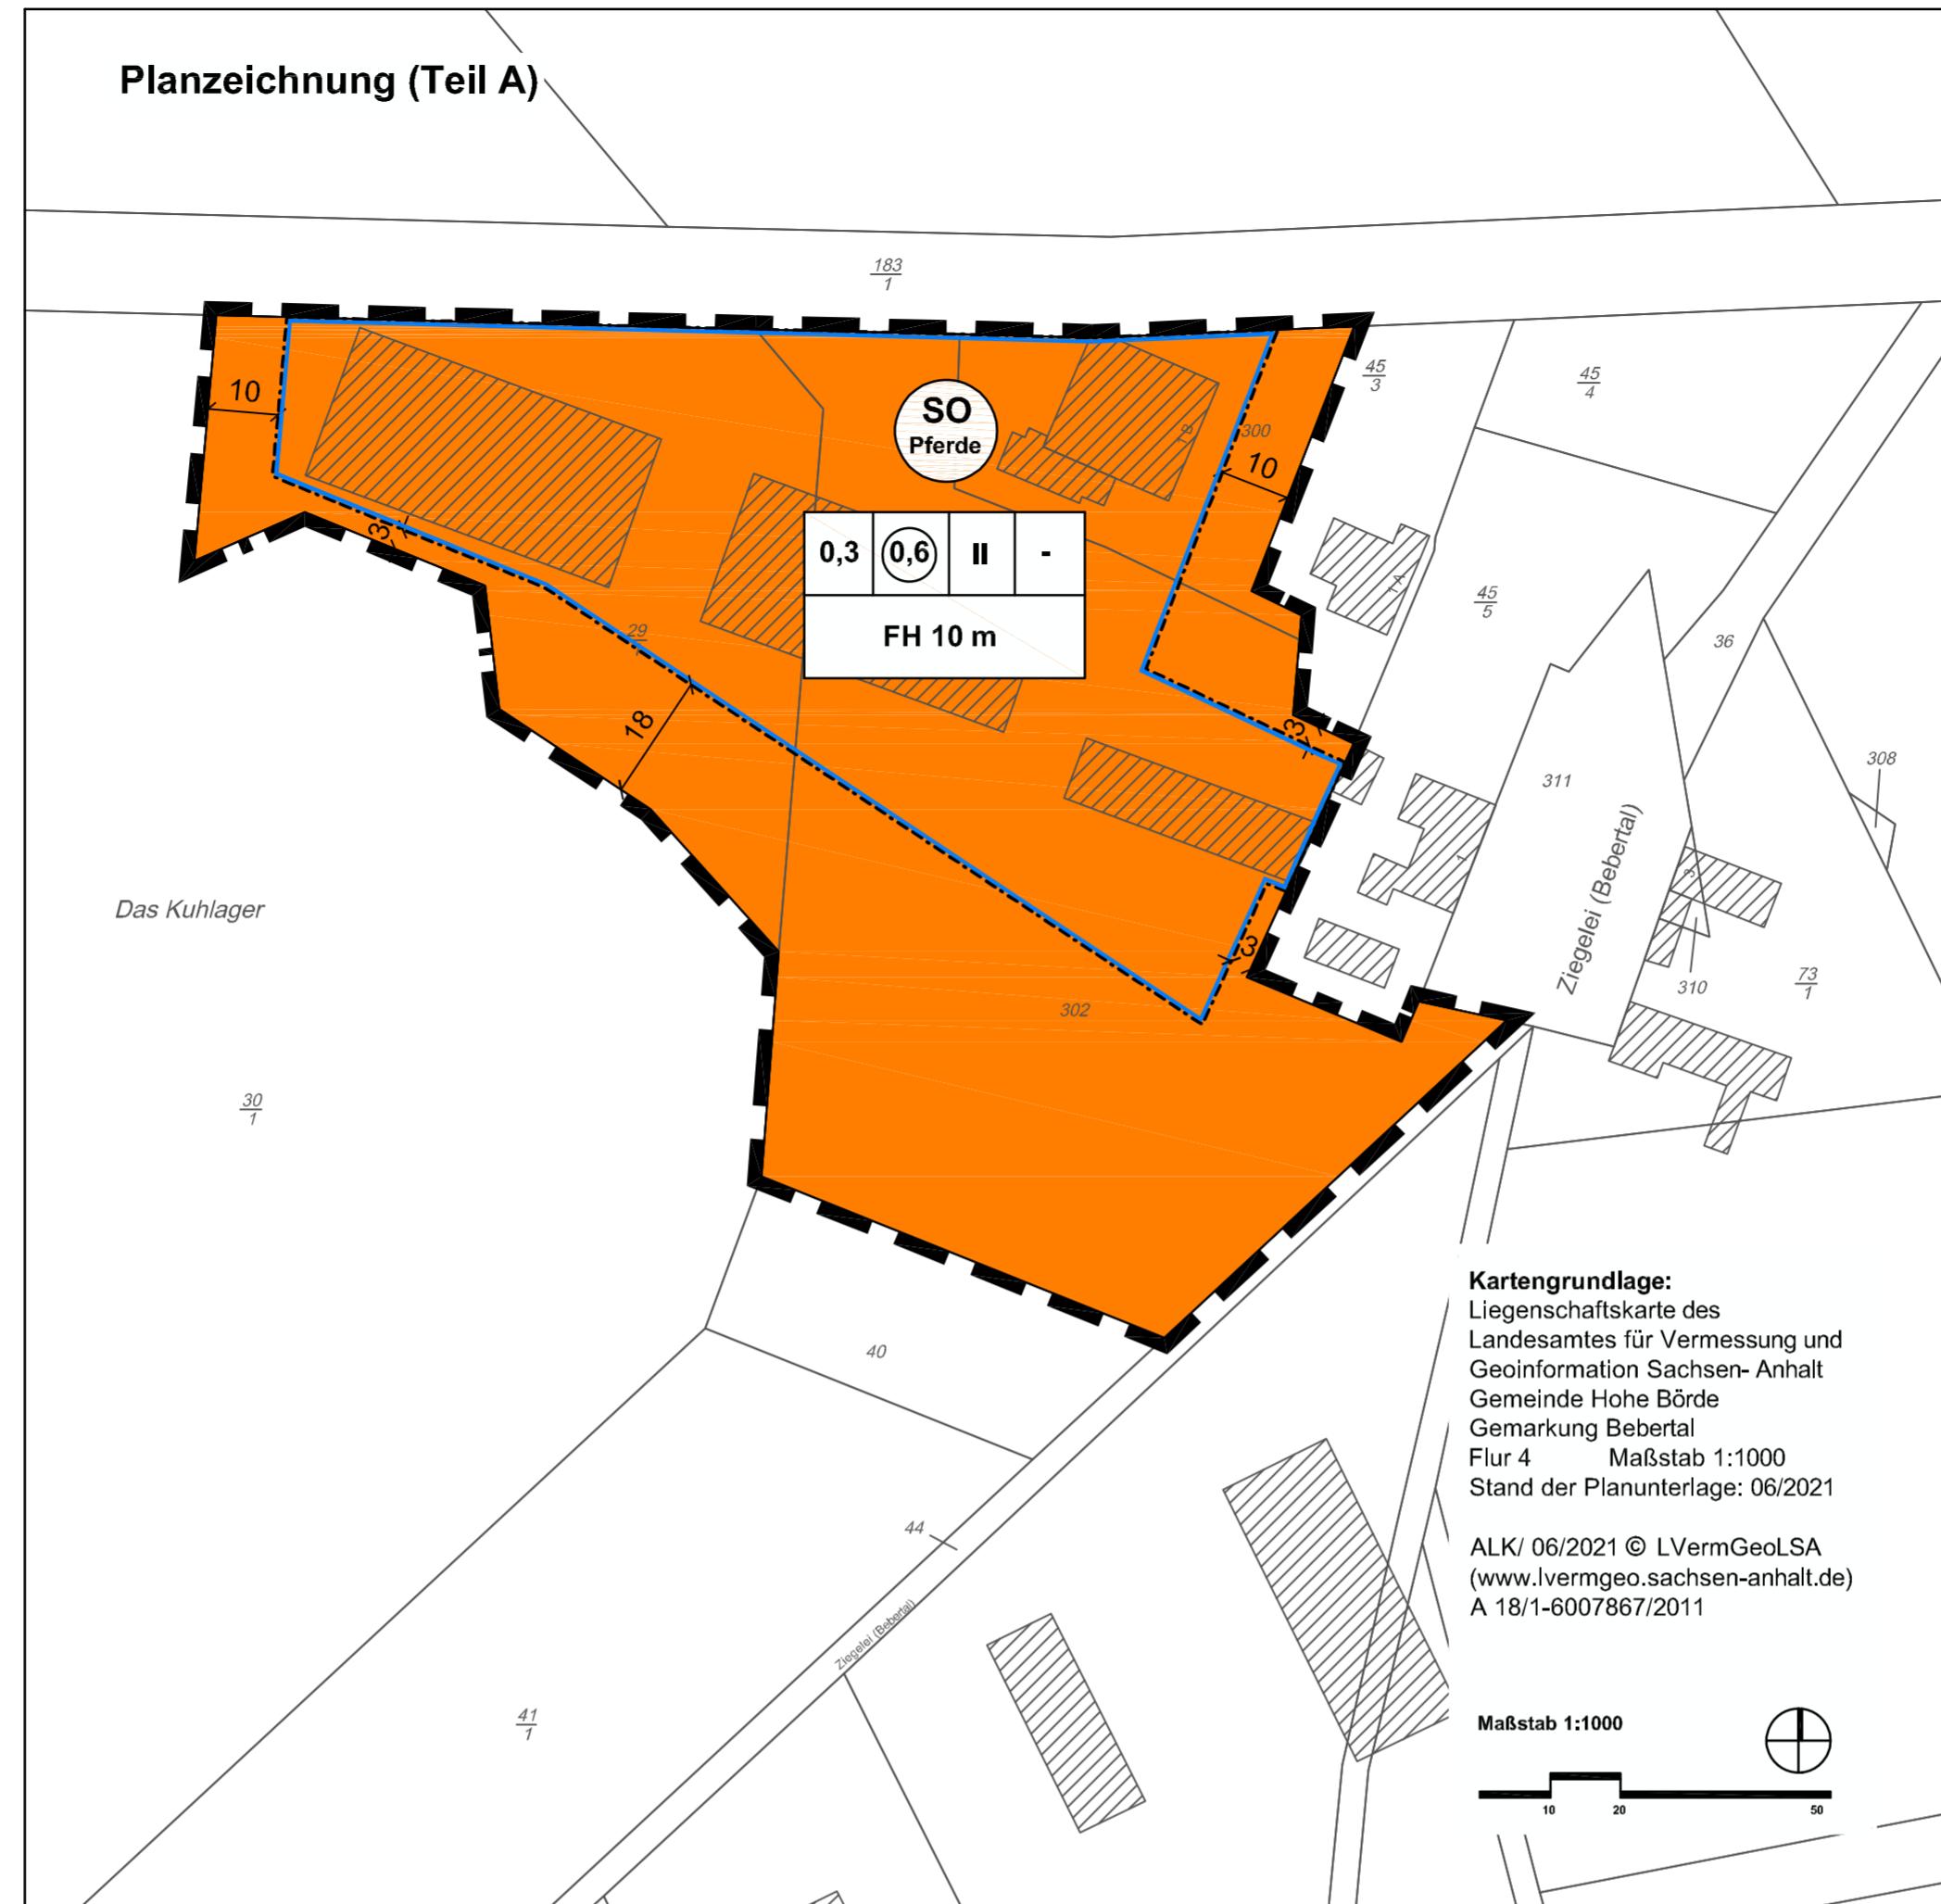 Planzeichnung (Teil A)
183
1
10
SO
Pferde
18
300
10
45
3
45
4
3
0,3 0,6 II -
FH 10 m
29
1 A
45
5
36
18
3
311
308
1
Ziegelei (Bebertal)
3
Das Kuhlager
3
302
310
73
1
30
1
Kartengrundlage:
Liegenschaftskarte des
Landesamtes für Vermessung und
Geoinformation Sachsen- Anhalt
Gemeinde Hohe Börde
Gemarkung Bebertal
Flur 4 Maßstab 1:1000
Stand der Planunterlage: 06/2021
40
44
ALK/ 06/2021 © LVermGeoLSA
(www.lvermgeo.sachsen-anhalt.de)
A 18/1-6007867/2011
Ziegelei (Bebertal)
41
1
Maßstab 1:1000
10 20 50